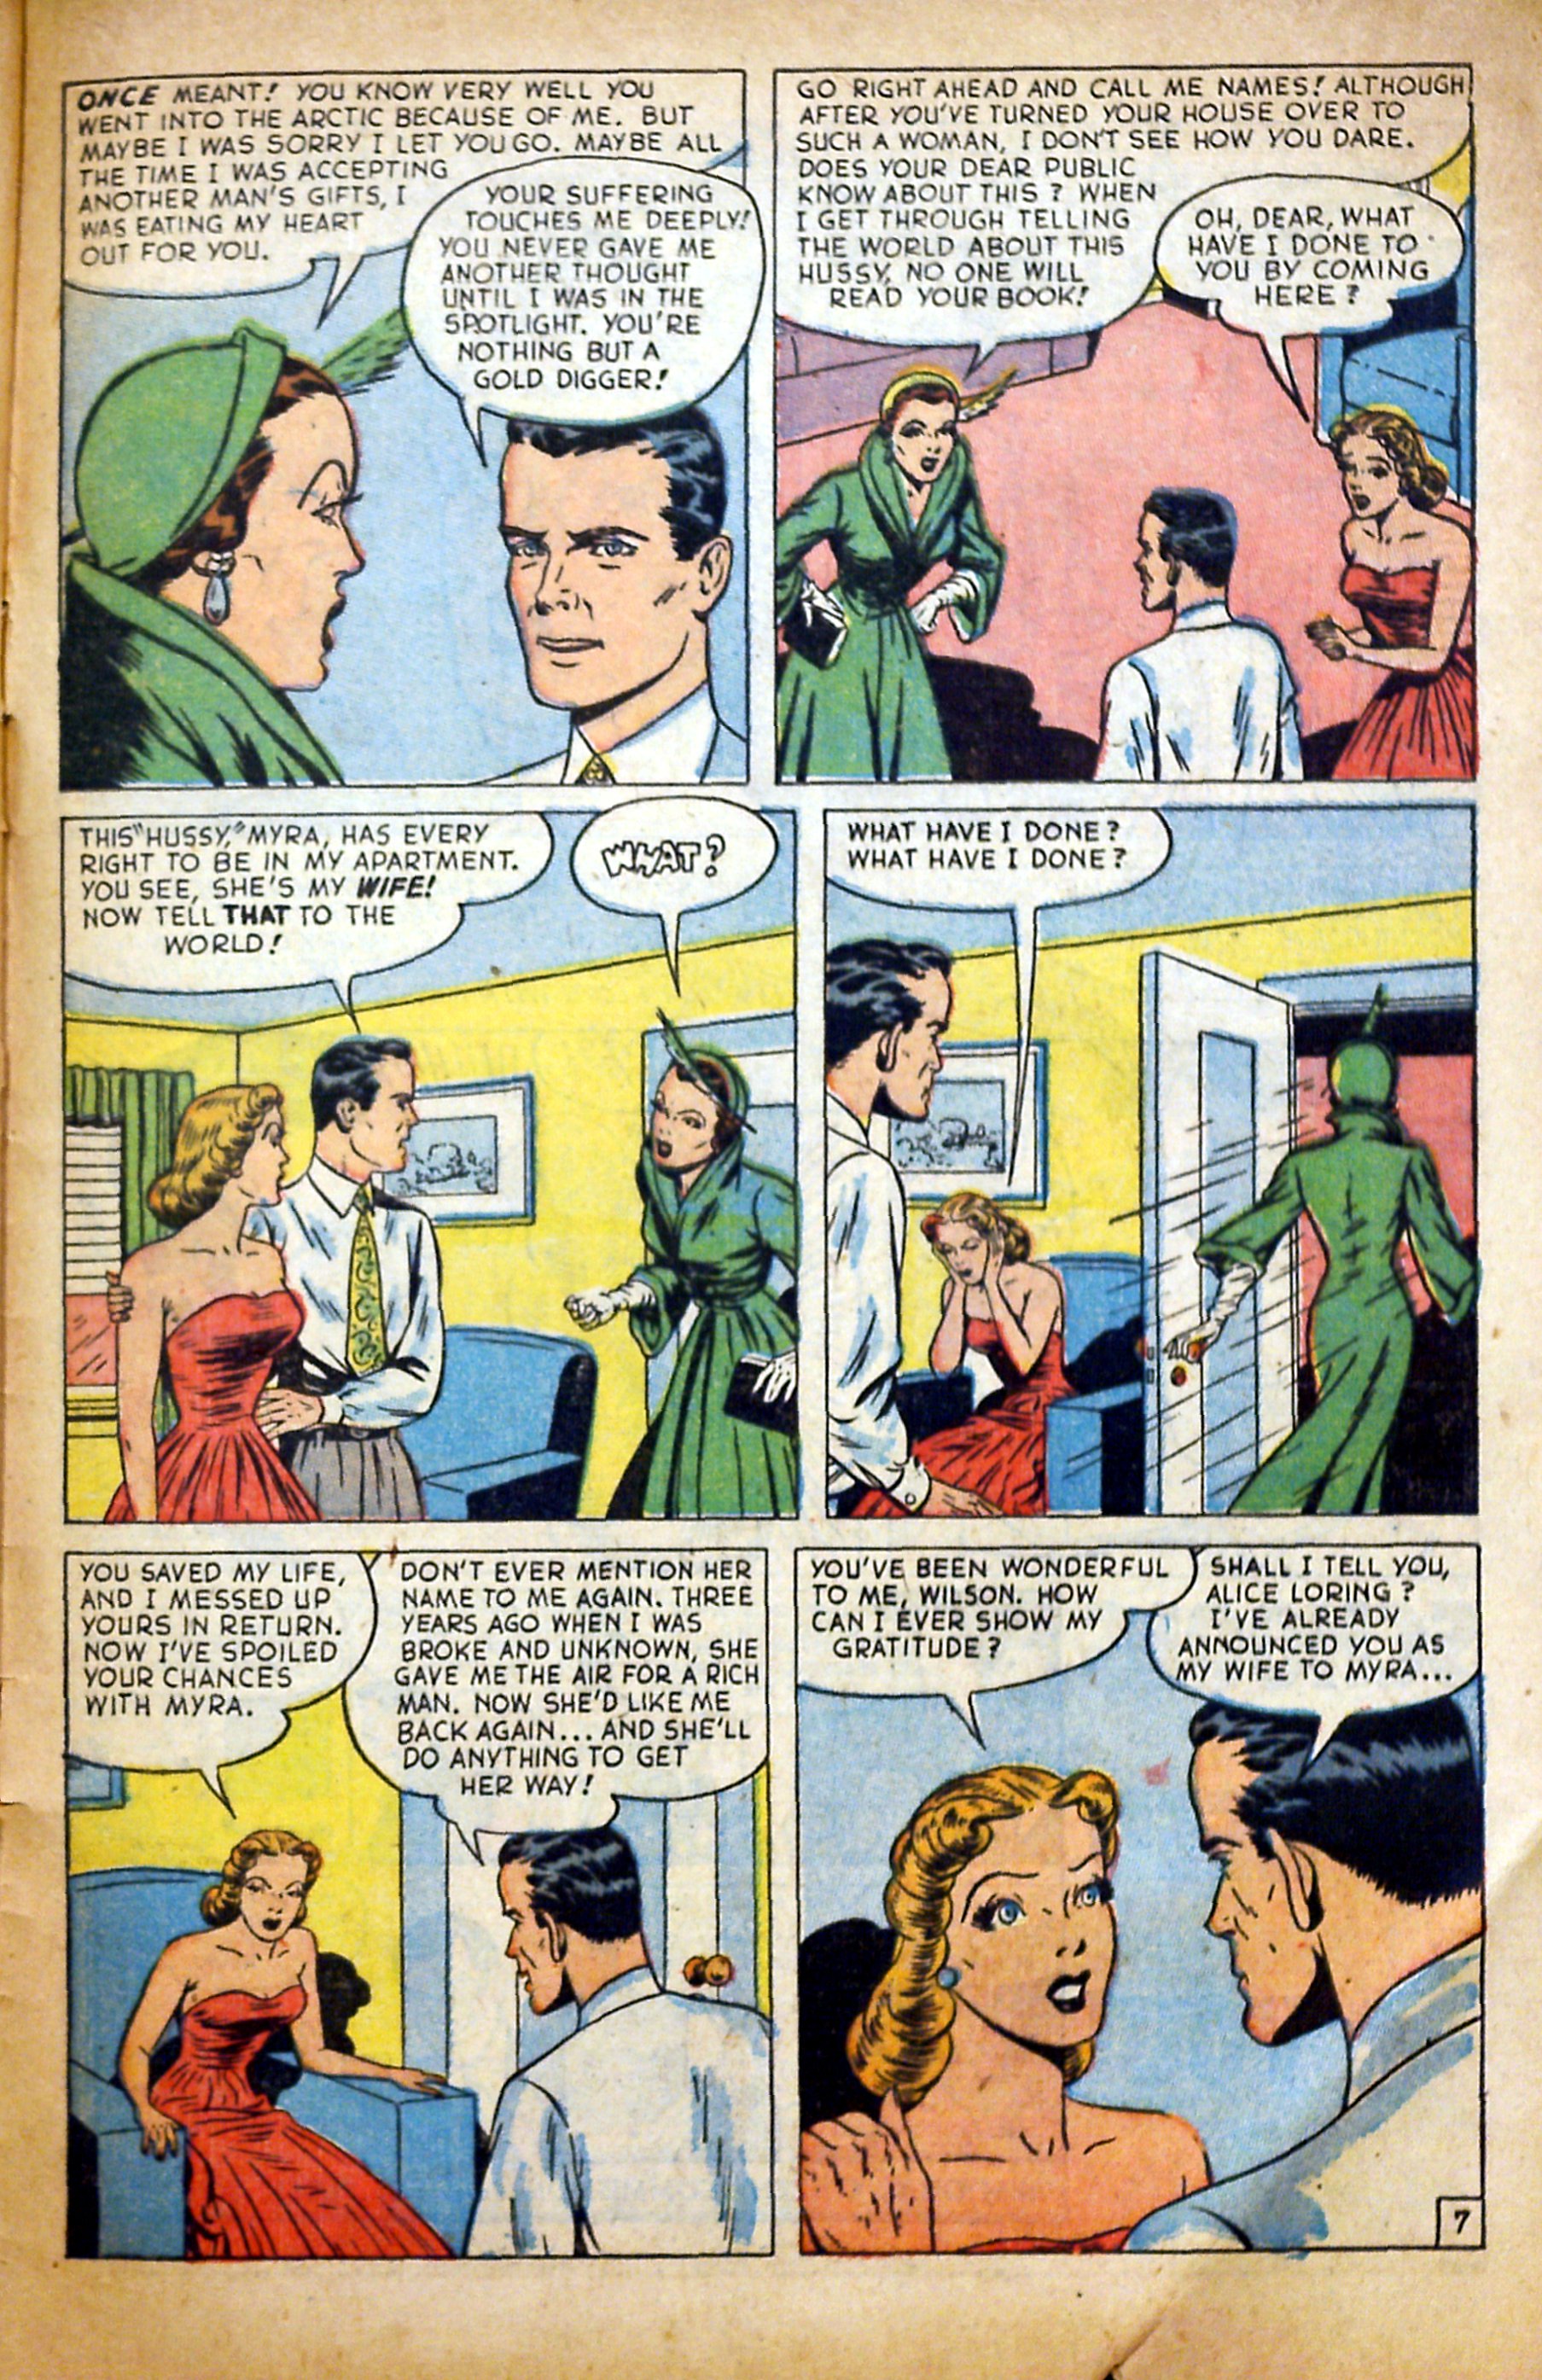 ONCE MEANT! YOU KNOW VERY WELL YOU
WENT INTO THE ARCTIC BECAUSE OF ME. BUT
MAYBE I WAS SORRY I LET YOU GO. MAYBE ALL
THE TIME I WAS ACCEPTING
ANOTHER MAN'S GIFTS, I
WAS EATING MY HEART
OUT FOR YOU.
YOUR SUFFERING
TOUCHES ME DEEPLY!
YOU NEVER GAVE ME
ANOTHER THOUGHT
UNTIL I WAS IN THE
SPOTLIGHT. YOU'RE
NOTHING BUT A
GOLD DIGGER!
GO RIGHT AHEAD AND CALL ME NAMES! ALTHOUGH
AFTER YOU'VE TURNED YOUR HOUSE OVER TO
SUCH A WOMAN, I DON'T SEE HOW YOU DARE.
DOES YOUR DEAR PUBLIC
KNOW ABOUT THIS? WHEN
I GET THROUGH TELLING
THE WORLD ABOUT THIS
HUSSY, NO ONE WILL
READ YOUR BOOK!
OH, DEAR, WHAT
HAVE I DONE TO
YOU BY COMING
HERE?
THIS "HUSSY," MYRA, HAS EVERY
RIGHT TO BE IN MY APARTMENT.
YOU SEE, SHE'S MY WIFE!
NOW TELL THAT TO THE
WORLD!
WHAT?
WHAT HAVE I DONE?
WHAT HAVE I DONE?
YOU SAVED MY LIFE,
AND I MESSED UP
YOURS IN RETURN.
NOW I'VE SPOILED
YOUR CHANCES
WITH MYRA.
DON'T EVER MENTION HER
NAME TO ME AGAIN. THREE
YEARS AGO WHEN I WAS
BROKE AND UNKNOWN, SHE
GAVE ME THE AIR FOR A RICH
MAN. NOW SHE'D LIKE ME
BACK AGAIN... AND SHE'LL
DO ANYTHING TO GET
HER WAY!
YOU'VE BEEN WONDERFUL
TO ME, WILSON. HOW
CAN I EVER SHOW MY
GRATITUDE?
SHALL I TELL YOU,
ALICE LORING?
I'VE ALREADY
ANNOUNCED YOU AS
MY WIFE TO MYRA...
7